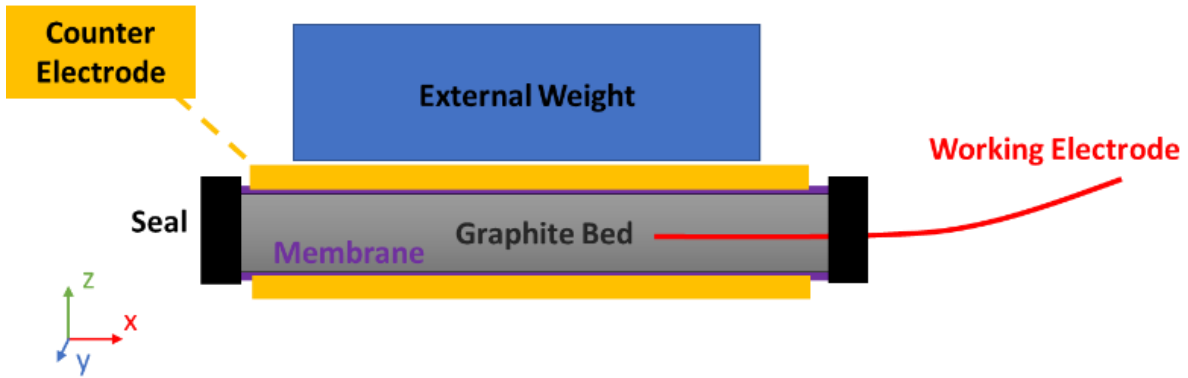 Counter
Electrode
External Weight
Working Electrode
Seal
Graphite Bed
Membrane
z
x
y